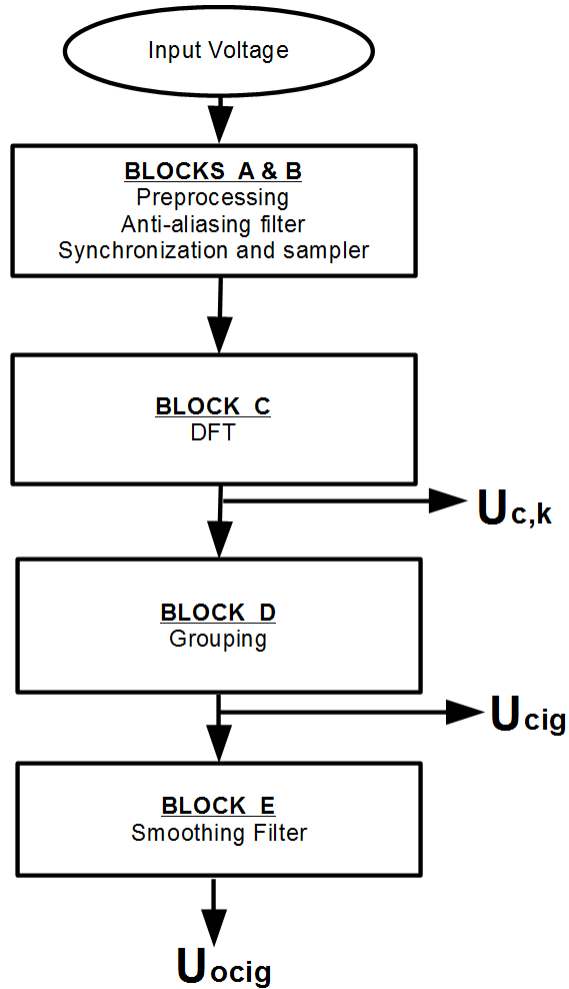 Input Voltage
BLOCKS A & B
Preprocessing
Anti-aliasing filter
Synchronization and sampler
BLOCK C
DFT
Uc,k
BLOCK D
Grouping
Ucig
BLOCK E
Smoothing Filter
Uocig